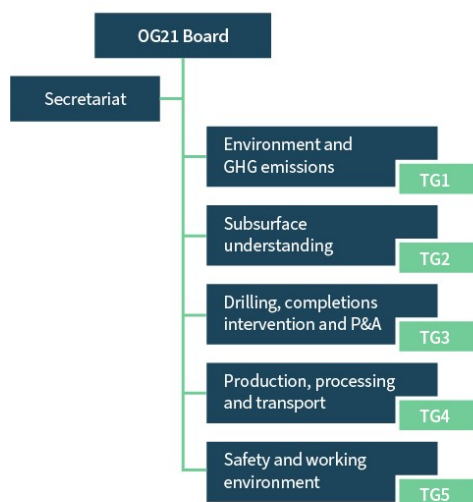 OG21 Board
Secretariat
Environment and
GHG emissions
TG1
Subsurface
understanding
TG2
Drilling, completions
intervention and P&A
TG3
Production, processing
and transport
TG4
Safety and working
environment
TG5